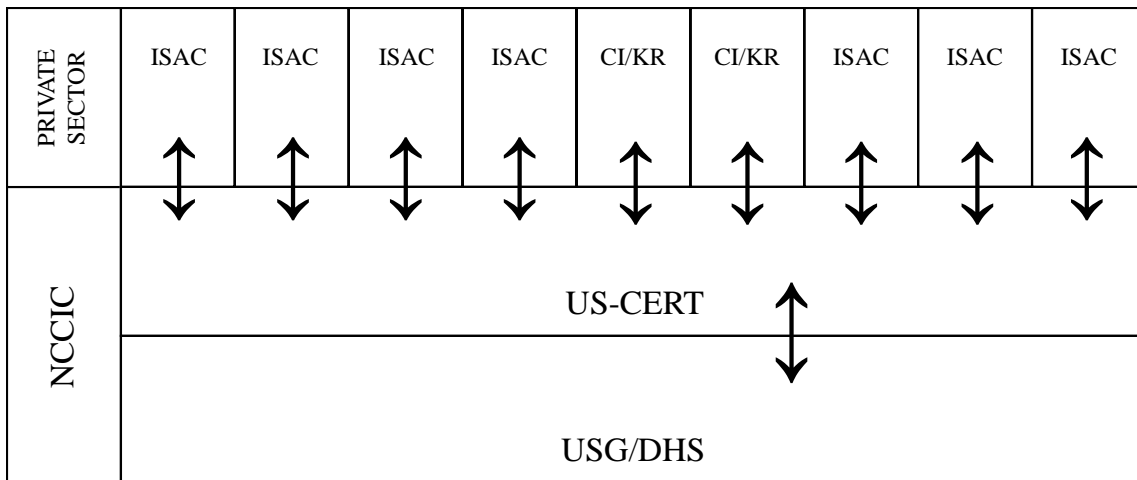 PRIVATE
SECTOR
ISAC
ISAC
ISAC
ISAC
CI/KR
CI/KR
ISAC
ISAC
ISAC
NCCIC
US-CERT
USG/DHS